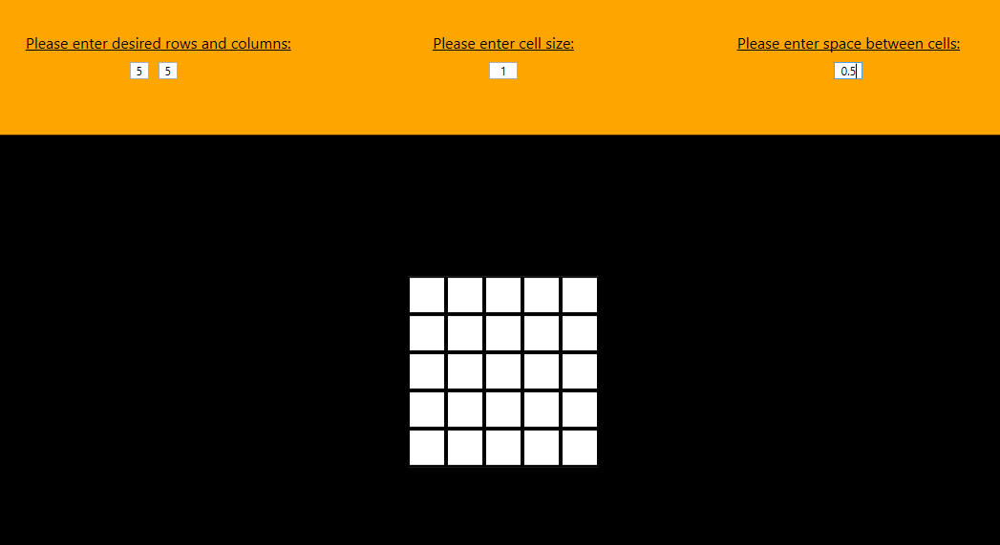 Please enter desired rows and columns:
5 5
Please enter cell size:
1
Please enter space between cells:
0.5